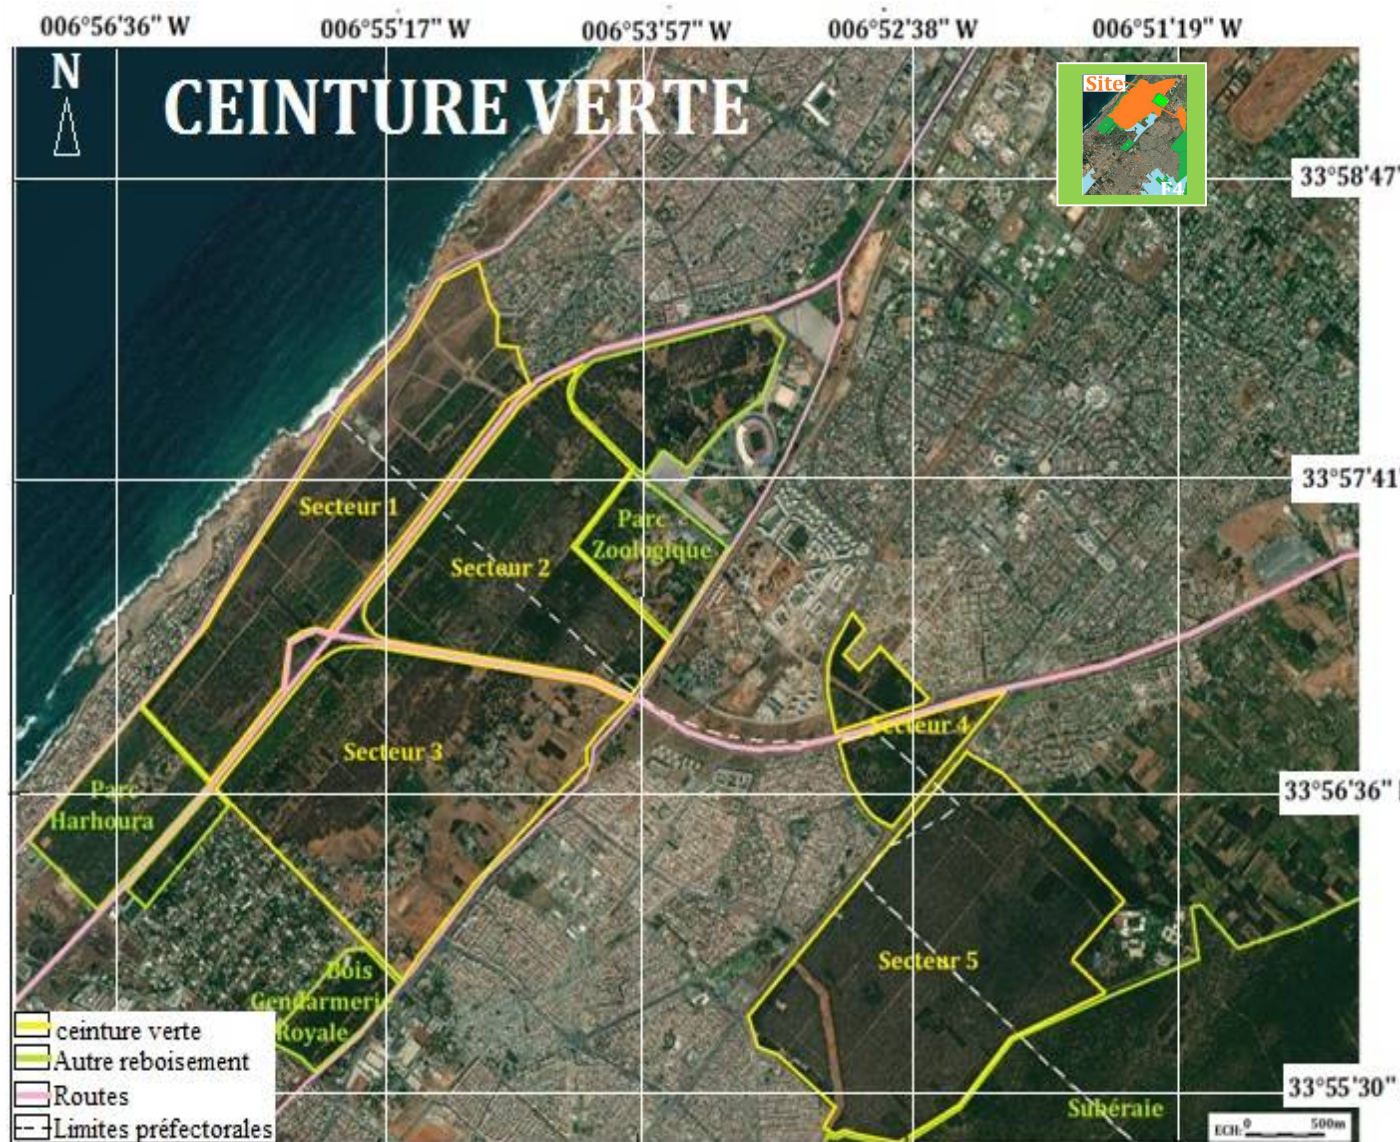 006°56'36" W
006°55'17" W
006°53'57" W
006°52'38" W
006°51'19" W
N
CEINTURE VERTE
Site
F4
33°58'47"
33°57'41"
Secteur 1
Parc
Zoologique
Secteur 2
Secteur 4
Secteur 3
33°56'36"
Parc
Harhoura
Secteur 5
Bois
Gendarmerie
Royale
ceinture verte
Autre reboisement
Routes
Limites préfectorales
33°55'30"
Subéraie
ECH: 0 500m